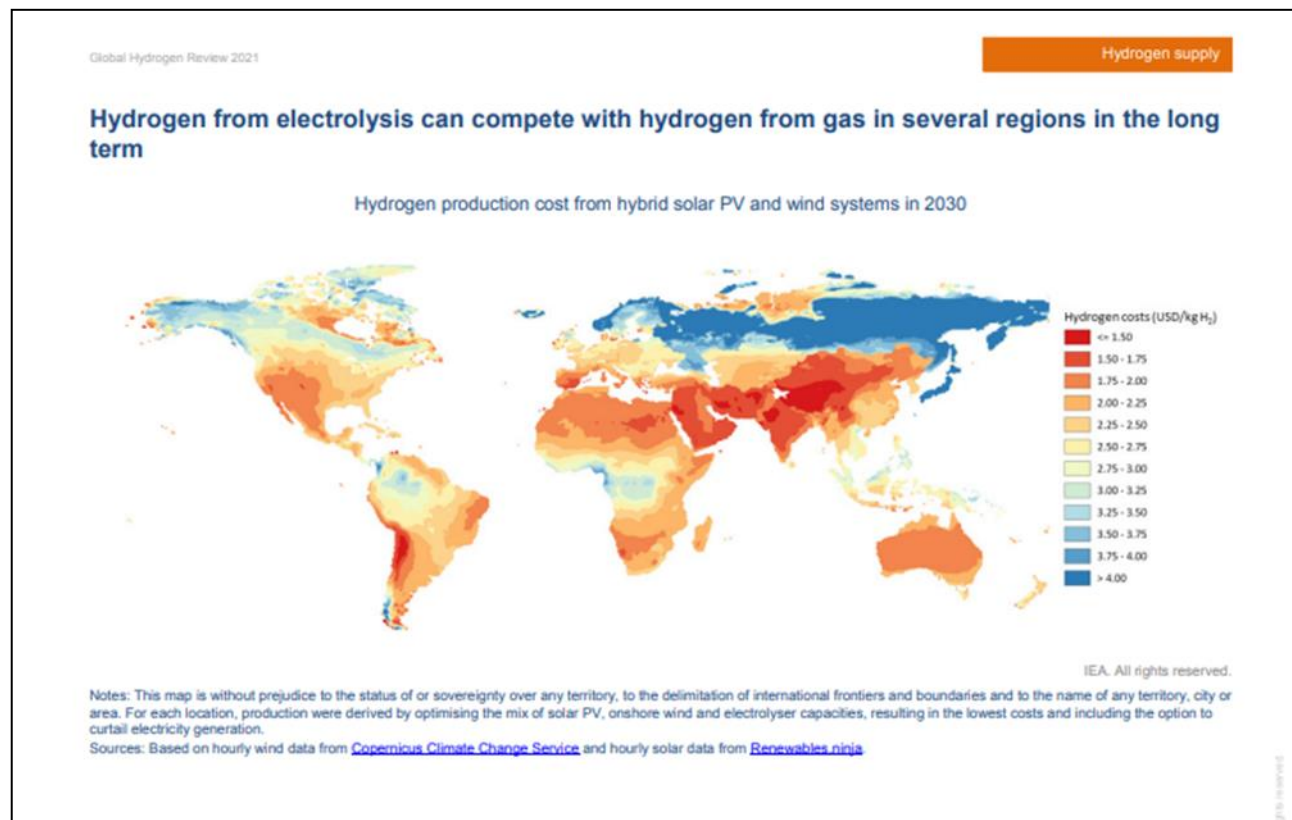 Global Hydrogen Review 2021
Hydrogen supply
Hydrogen from electrolysis can compete with hydrogen from gas in several regions in the long
term
Hydrogen production cost from hybrid solar PV and wind systems in 2030
Hydrogen costs (USD/kg H₂)
<= 1.50
1.50 - 1.75
1.75 - 2.00
2.00 - 2.25
2.25 - 2.50
2.50 - 2.75
2.75 - 3.00
3.00 - 3.25
3.25 - 3.50
3.50 - 3.75
3.75 - 4.00
> 4.00
IEA. All rights reserved.
Notes: This map is without prejudice to the status of or sovereignty over any territory, to the delimitation of international frontiers and boundaries and to the name of any territory, city or
area. For each location, production were derived by optimising the mix of solar PV, onshore wind and electrolyser capacities, resulting in the lowest costs and including the option to
curtail electricity generation.
Sources: Based on hourly wind data from Copernicus Climate Change Service and hourly solar data from Renewables.ninja.
reserved